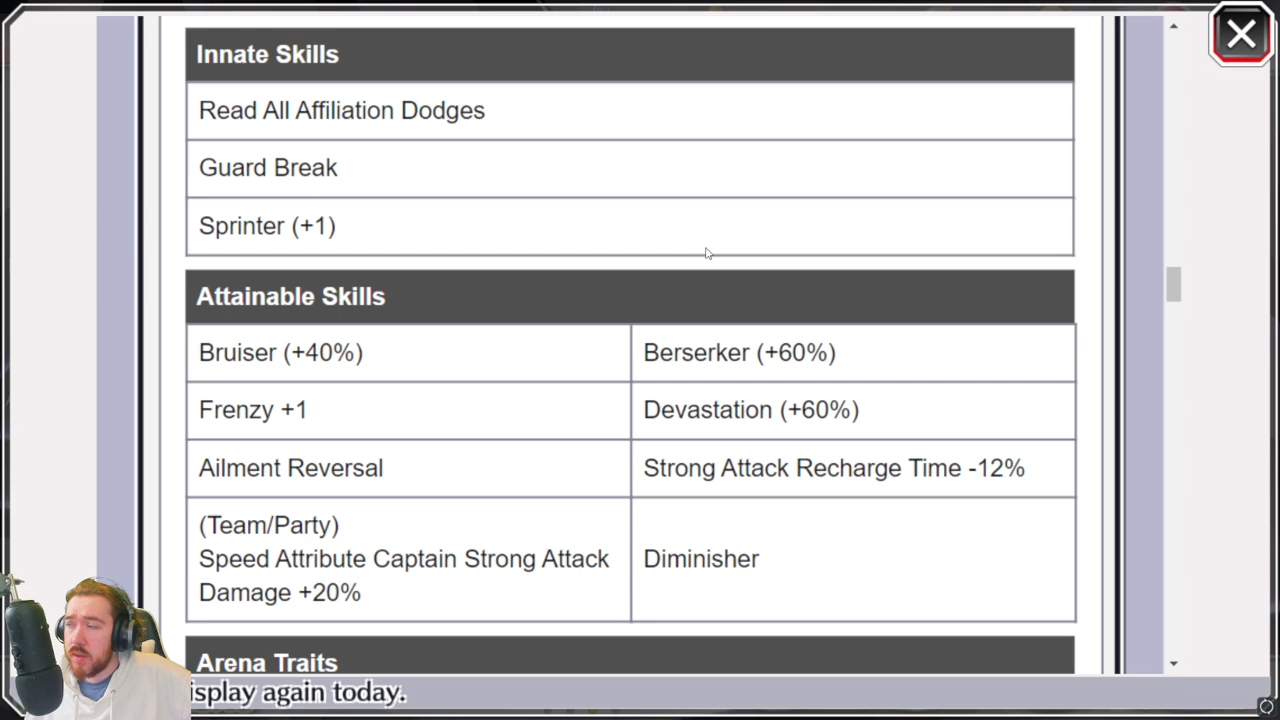 Innate Skills
Read All Affiliation Dodges
Guard Break
Sprinter (+1)
Attainable Skills
Bruiser (+40%)
Berserker (+60%)
Frenzy +1
Devastation (+60%)
Ailment Reversal
Strong Attack Recharge Time -12%
(Team/Party)
Speed Attribute Captain Strong Attack
Damage +20%
Diminisher
Arena Traits
isplay again today.